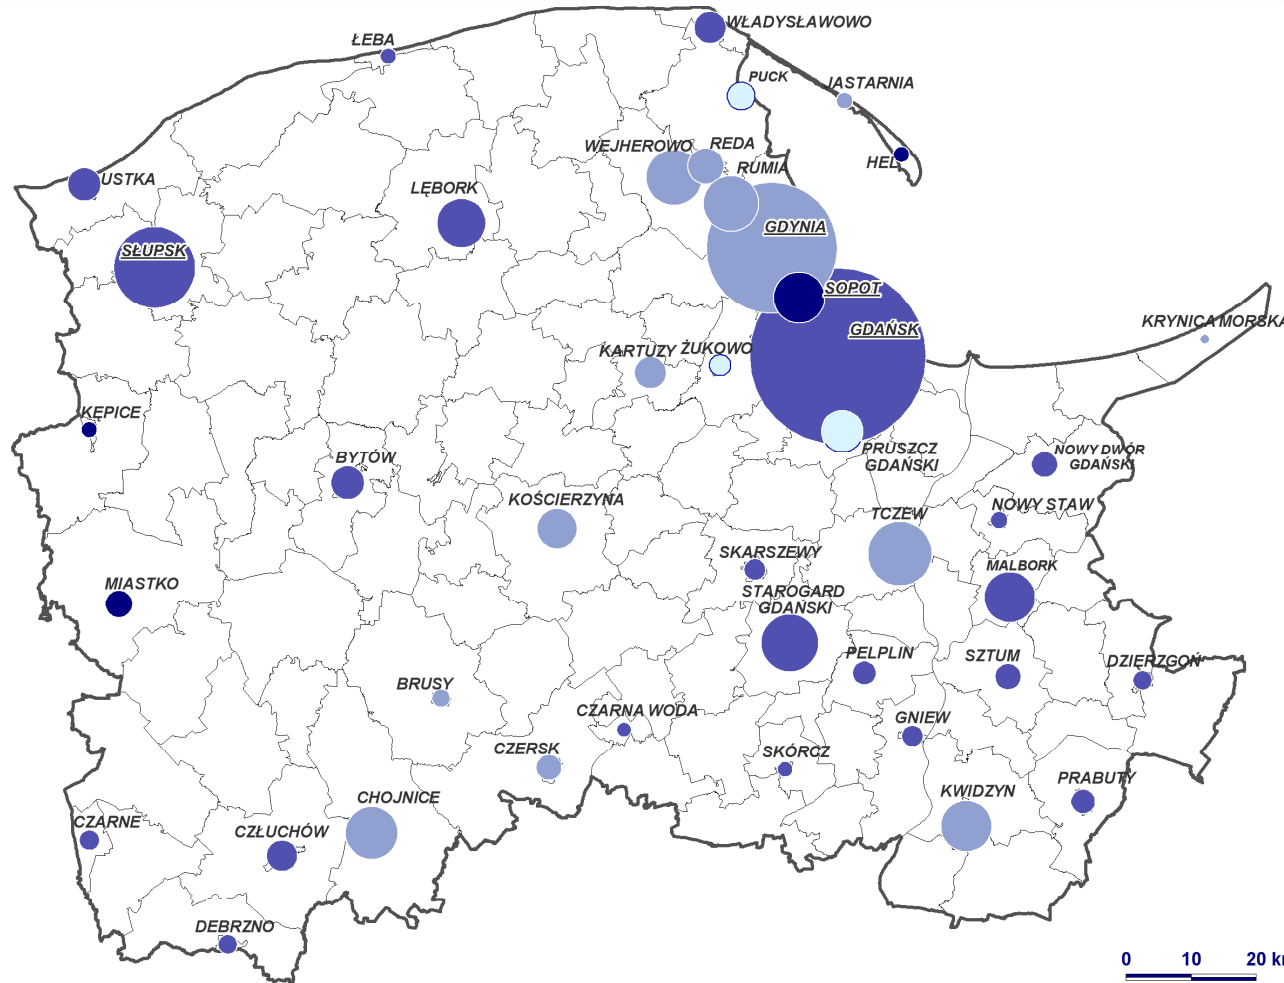 WŁADYSŁAWOWO
ŁEBA
PUCK
JASTARNIA
WEJHEROWO
REDA
HEL
RUMIA
USTKA
LĘBORK
GDYNIA
SŁUPSK
SOPOT
KRYNICA MORSKA
GDAŃSK
KARTUZY
ŻUKOWO
KĘPICE
PRUSZCZ
GDAŃSKI
NOWY DWÓR
GDAŃSKI
BYTÓW
KOŚCIERZYNA
NOWY STAW
TCZEW
SKARSZEWY
MALBORK
MIASTKO
STAROGARD
GDAŃSKI
PELPLIN
SZTUM
DZIERZGOŃ
BRUSY
CZARNA WODA
GNIEW
CZERSK
SKÓRCZ
PRABUTY
KWIDZYN
CHOJNICE
CZARNE
CZŁUCHÓW
DEBRZNO
0 10 20 km